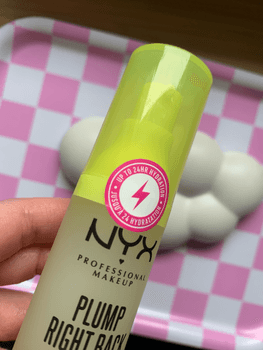 UP TO 24HR HYDRATION
NYX
PROFESSIONAL
MAKEUP
PLUMP
RIGHT BACK